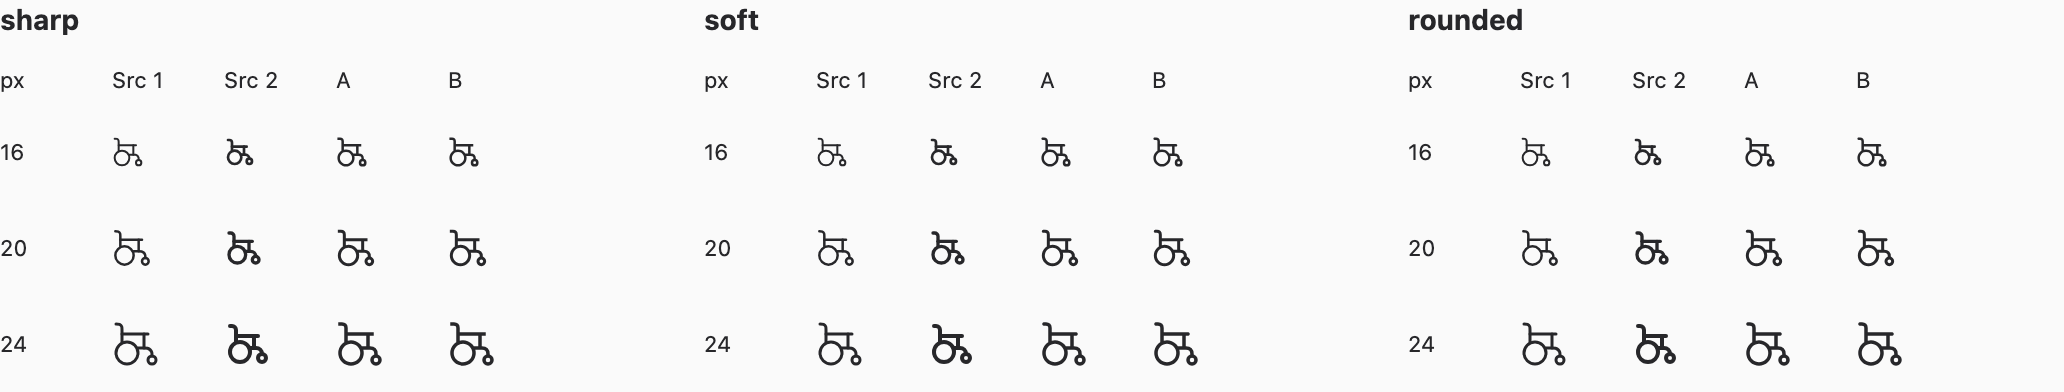 sharp soft rounded
px Src 1 Src 2 A B px Src 1 Src 2 A B px Src 1 Src 2 A B
16 16 16
20 20 20
24 24 24